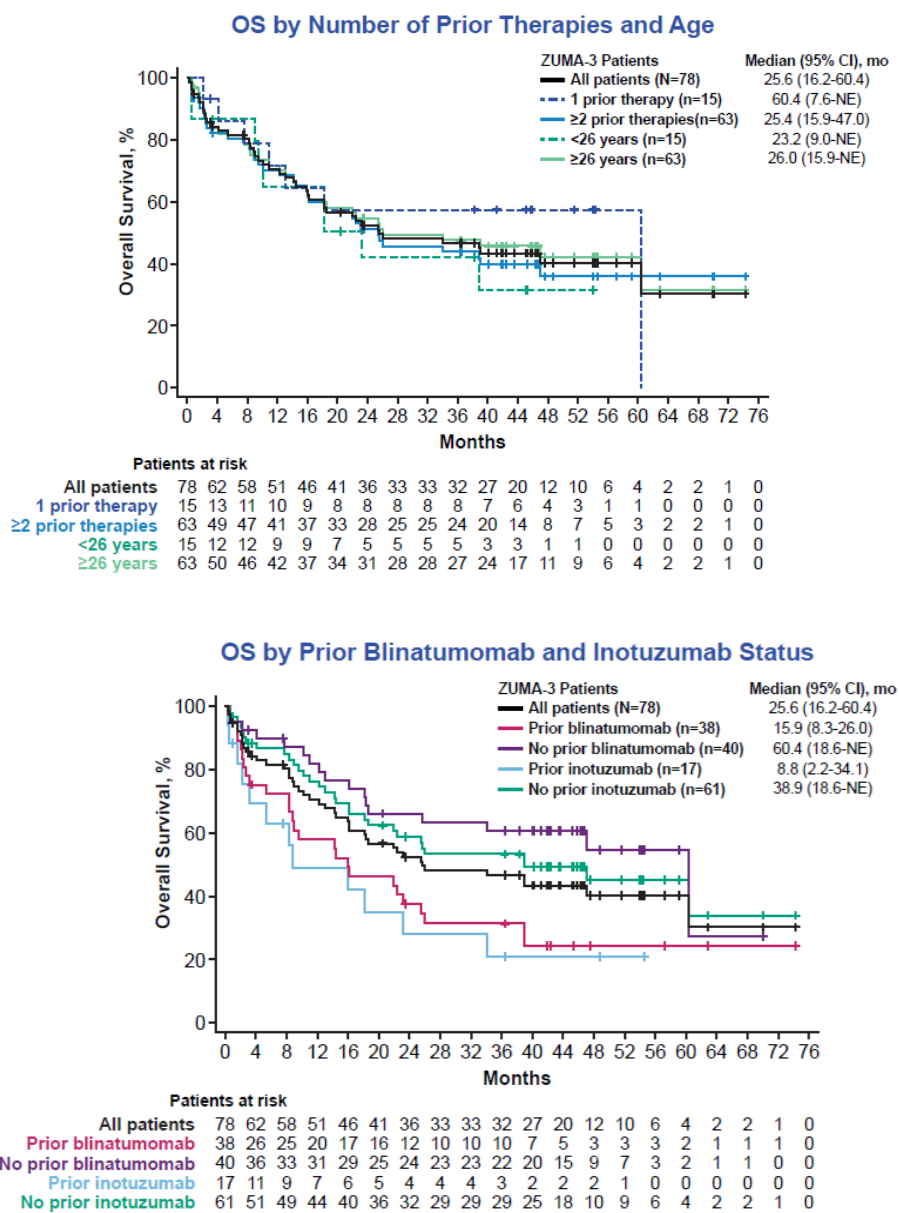 OS by Number of Prior Therapies and Age
ZUMA-3 Patients Median (95% CI), mo
All patients (N=78) 25.6 (16.2-60.4)
1 prior therapy (n=15) 60.4 (7.6-NE)
≥2 prior therapies(n=63) 25.4 (15.9-47.0)
<26 years (n=15) 23.2 (9.0-NE)
≥26 years (n=63) 26.0 (15.9-NE)
Overall Survival, %
100
80
60
40
20
0
0 4 8 12 16 20 24 28 32 36 40 44 48 52 56 60 64 68 72 76
Months
Patients at risk
All patients 78 62 58 51 46 41 36 33 33 32 27 20 12 10 6 4 2 2 1 0
1 prior therapy 15 13 11 10 9 8 8 8 8 8 7 6 4 3 1 1 0 0 0 0
≥2 prior therapies 63 49 47 41 37 33 28 25 25 24 20 14 8 7 5 3 2 2 1 0
<26 years 15 12 12 9 9 7 5 5 5 5 3 3 1 1 0 0 0 0 0 0
≥26 years 63 50 46 42 37 34 31 28 28 27 24 17 11 9 6 4 2 2 1 0
OS by Prior Blinatumomab and Inotuzumab Status
ZUMA-3 Patients Median (95% CI), mo
All patients (N=78) 25.6 (16.2-60.4)
Prior blinatumomab (n=38) 15.9 (8.3-26.0)
No prior blinatumomab (n=40) 60.4 (18.6-NE)
Prior inotuzumab (n=17) 8.8 (2.2-34.1)
No prior inotuzumab (n=61) 38.9 (18.6-NE)
Overall Survival, %
100
80
60
40
20
0
0 4 8 12 16 20 24 28 32 36 40 44 48 52 56 60 64 68 72 76
Months
Patients at risk
All patients 78 62 58 51 46 41 36 33 33 32 27 20 12 10 6 4 2 2 1 0
Prior blinatumomab 38 26 25 20 17 16 12 10 10 10 7 5 3 3 3 2 1 1 1 0
No prior blinatumomab 40 36 33 31 29 25 24 23 23 22 20 15 9 7 3 2 1 1 0 0
Prior inotuzumab 17 11 9 7 6 5 4 4 4 3 2 2 2 1 0 0 0 0 0 0
No prior inotuzumab 61 51 49 44 40 36 32 29 29 29 25 18 10 9 6 4 2 2 1 0